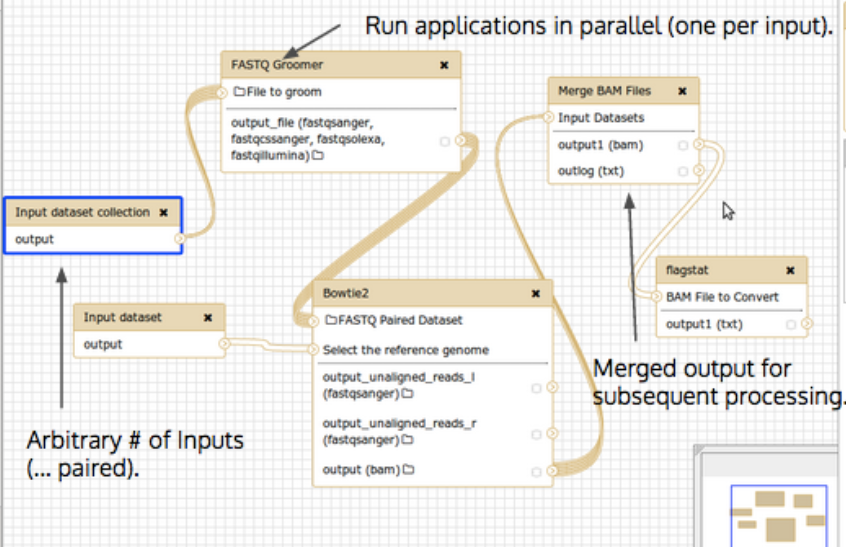 Run applications in parallel (one per input).
FASTQ Groomer
File to groom
output_file (fastqsanger,
fastqcssanger, fastqsolexa,
fastqillumina)
Merge BAM Files
Input Datasets
output1 (bam)
outlog (txt)
Input dataset collection
output
Input dataset
output
Bowtie2
FASTQ Paired Dataset
Select the reference genome
output_unaligned_reads_l
(fastqsanger)
output_unaligned_reads_r
(fastqsanger)
output (bam)
flagstat
BAM File to Convert
output1 (txt)
Merged output for
subsequent processing.
Arbitrary # of Inputs
(... paired).